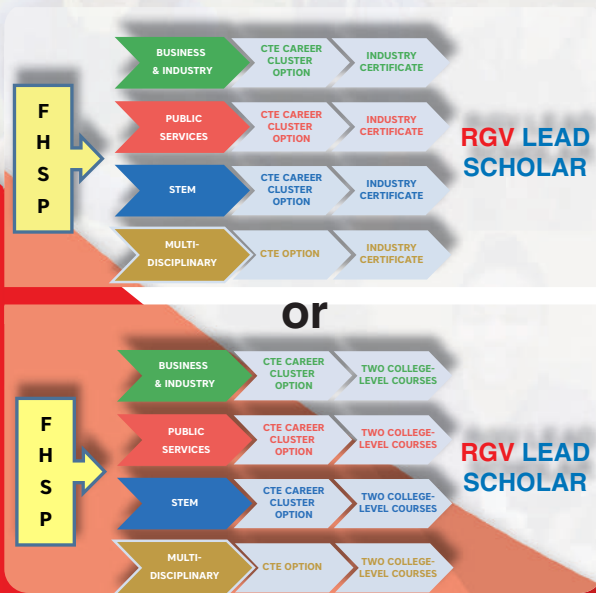 F
H
S
P
BUSINESS
& INDUSTRY
CTE CAREER
CLUSTER
OPTION
INDUSTRY
CERTIFICATE
PUBLIC
SERVICES
CTE CAREER
CLUSTER
OPTION
INDUSTRY
CERTIFICATE
STEM
CTE CAREER
CLUSTER
OPTION
INDUSTRY
CERTIFICATE
MULTI-
DISCIPLINARY
CTE OPTION
INDUSTRY
CERTIFICATE
RGV LEAD
SCHOLAR
or
F
H
S
P
BUSINESS
& INDUSTRY
CTE CAREER
CLUSTER
OPTION
TWO COLLEGE-
LEVEL COURSES
PUBLIC
SERVICES
CTE CAREER
CLUSTER
OPTION
TWO COLLEGE-
LEVEL COURSES
STEM
CTE CAREER
CLUSTER
OPTION
TWO COLLEGE-
LEVEL COURSES
MULTI-
DISCIPLINARY
CTE OPTION
TWO COLLEGE-
LEVEL COURSES
RGV LEAD
SCHOLAR